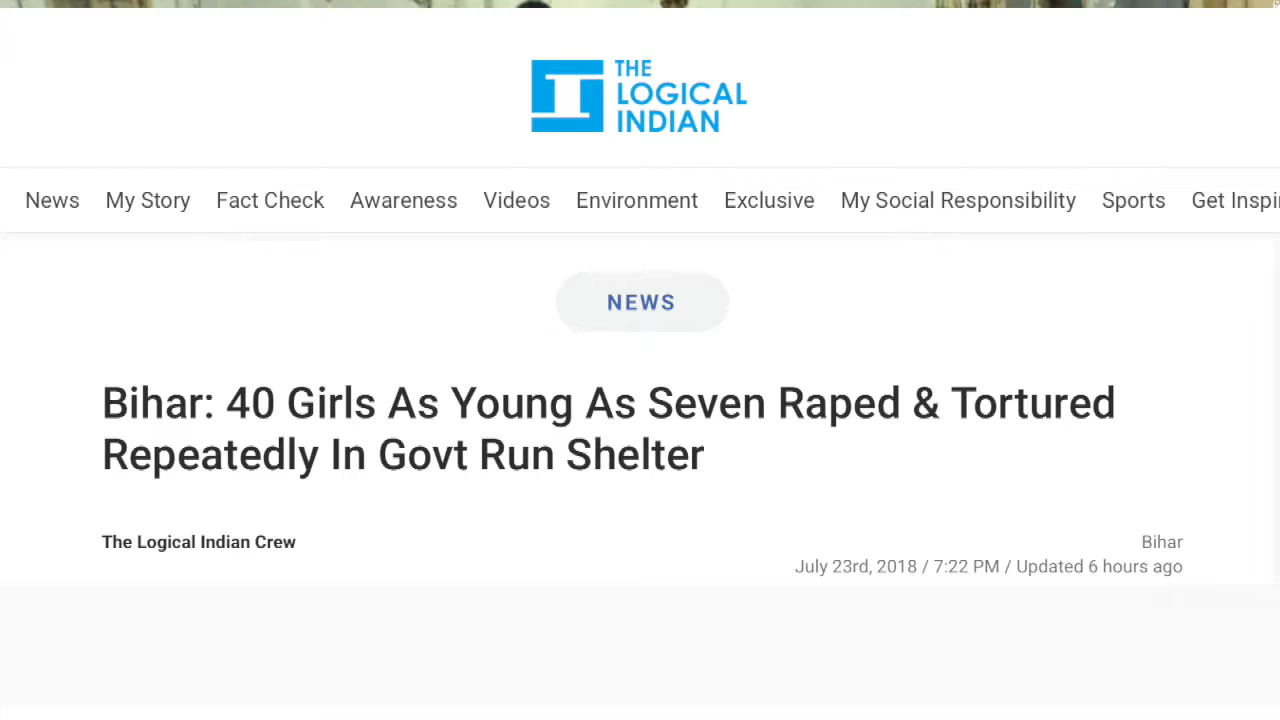 THE
LOGICAL
INDIAN
News My Story Fact Check Awareness Videos Environment Exclusive My Social Responsibility Sports Get Inspi
NEWS
Bihar: 40 Girls As Young As Seven Raped & Tortured
Repeatedly In Govt Run Shelter
The Logical Indian Crew
Bihar
July 23rd, 2018 / 7:22 PM / Updated 6 hours ago